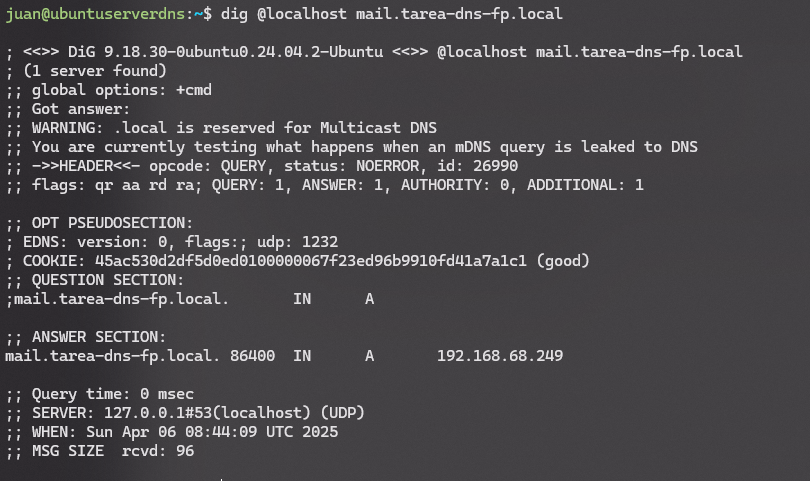 juan@ubuntuserverdns:~$ dig @localhost mail.tarea-dns-fp.local
; <<>> DiG 9.18.30-0ubuntu0.24.04.2-Ubuntu <<>> @localhost mail.tarea-dns-fp.local
; (1 server found)
;; global options: +cmd
;; Got answer:
;; WARNING: .local is reserved for Multicast DNS
;; You are currently testing what happens when an mDNS query is leaked to DNS
;; ->>HEADER<<- opcode: QUERY, status: NOERROR, id: 26990
;; flags: qr aa rd ra; QUERY: 1, ANSWER: 1, AUTHORITY: 0, ADDITIONAL: 1
;; OPT PSEUDOSECTION:
; EDNS: version: 0, flags:; udp: 1232
; COOKIE: 45ac530d2df5d0ed0100000067f23ed96b9910fd41a7a1c1 (good)
;; QUESTION SECTION:
;mail.tarea-dns-fp.local.       IN      A
;; ANSWER SECTION:
mail.tarea-dns-fp.local. 86400  IN      A       192.168.68.249
;; Query time: 0 msec
;; SERVER: 127.0.0.1#53(localhost) (UDP)
;; WHEN: Sun Apr 06 08:44:09 UTC 2025
;; MSG SIZE  rcvd: 96